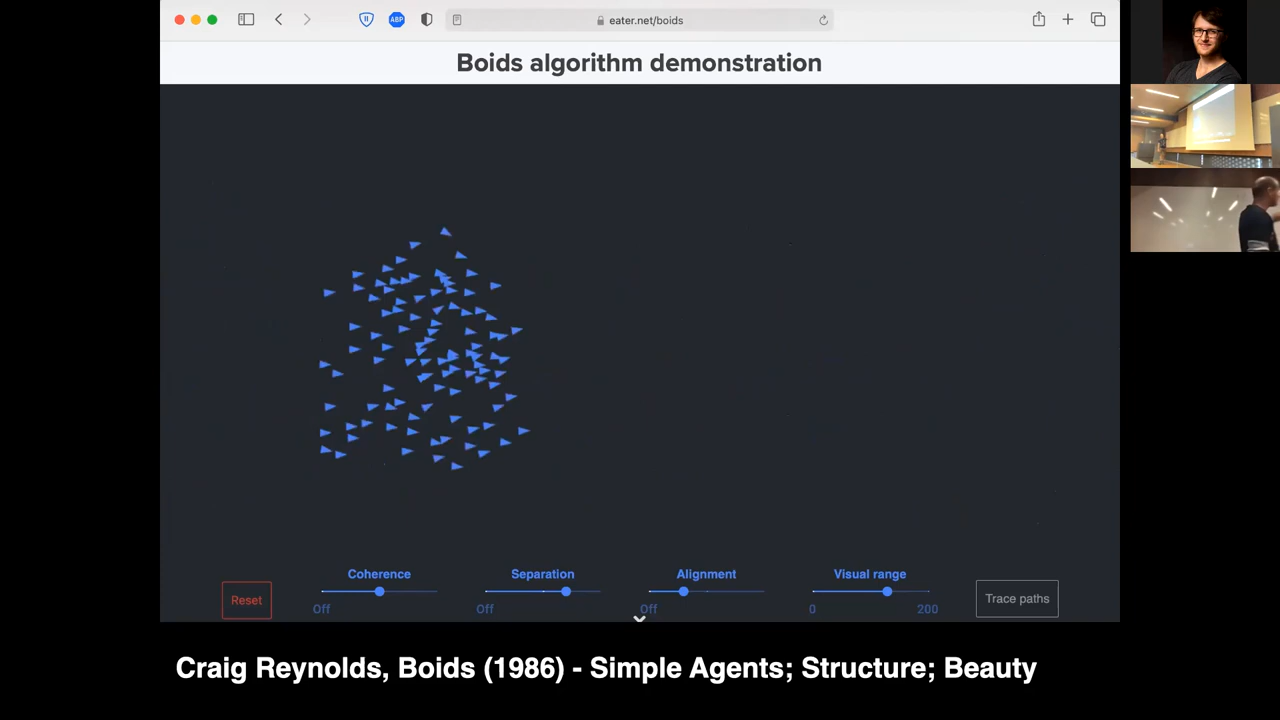 ABP
eater.net/boids
Boids algorithm demonstration
Reset
Coherence
Off
Separation
Off
Alignment
Off
Visual range
0
200
Trace paths
Craig Reynolds, Boids (1986) - Simple Agents; Structure; Beauty